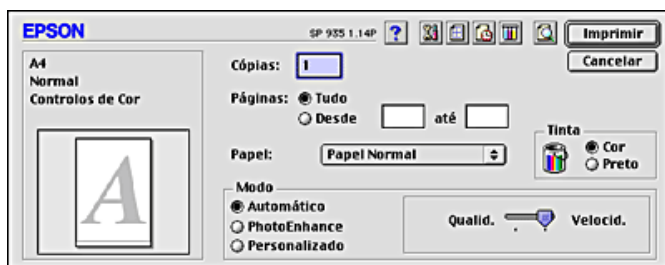 EPSON
SP 935 1.14P
?
Imprimir
A4
Normal
Controlos de Cor
A
Cópias: 1
Cancelar
Páginas: Tudo
Desde até
Papel: Papel Normal
Tinta
Cor
Preto
Modo
Automático
PhotoEnhance
Personalizado
Qualid. Velocid.